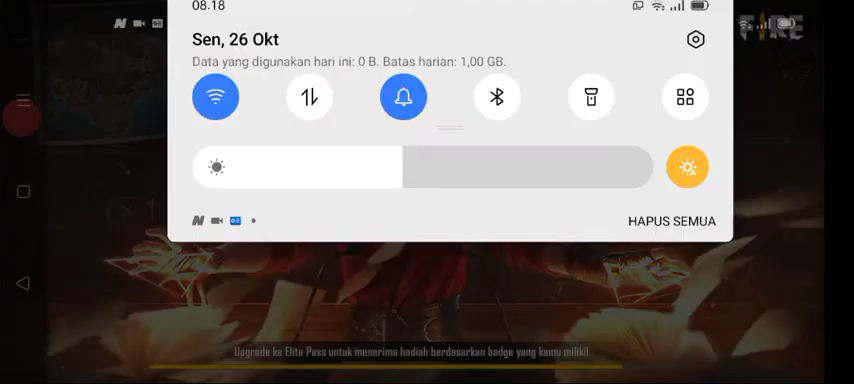 08.18
Sen, 26 Okt
Data yang digunakan hari ini: 0 B. Batas harian: 1,00 GB.
HAPUS SEMUA
FIRE
Upgrade ke Elite Pass untuk menerima hadiah berdasarkan badge yang kamu miliki!